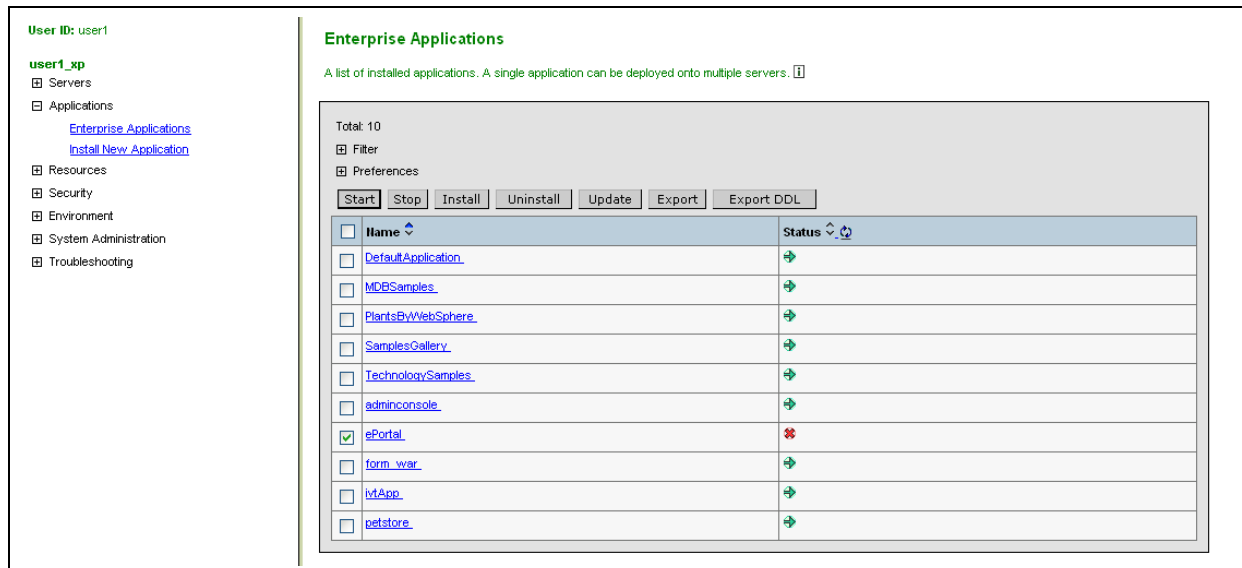 User ID: user1
user1_xp
Servers
Applications
Enterprise Applications
Install New Application
Resources
Security
Environment
System Administration
Troubleshooting
Enterprise Applications
A list of installed applications. A single application can be deployed onto multiple servers. i
Total: 10
Filter
Preferences
Start Stop Install Uninstall Update Export Export DDL
Name Status
DefaultApplication
MDBSamples
PlantsByWebSphere
SamplesGallery
TechnologySamples
adminconsole
ePortal
form_war
ivtApp
petstore